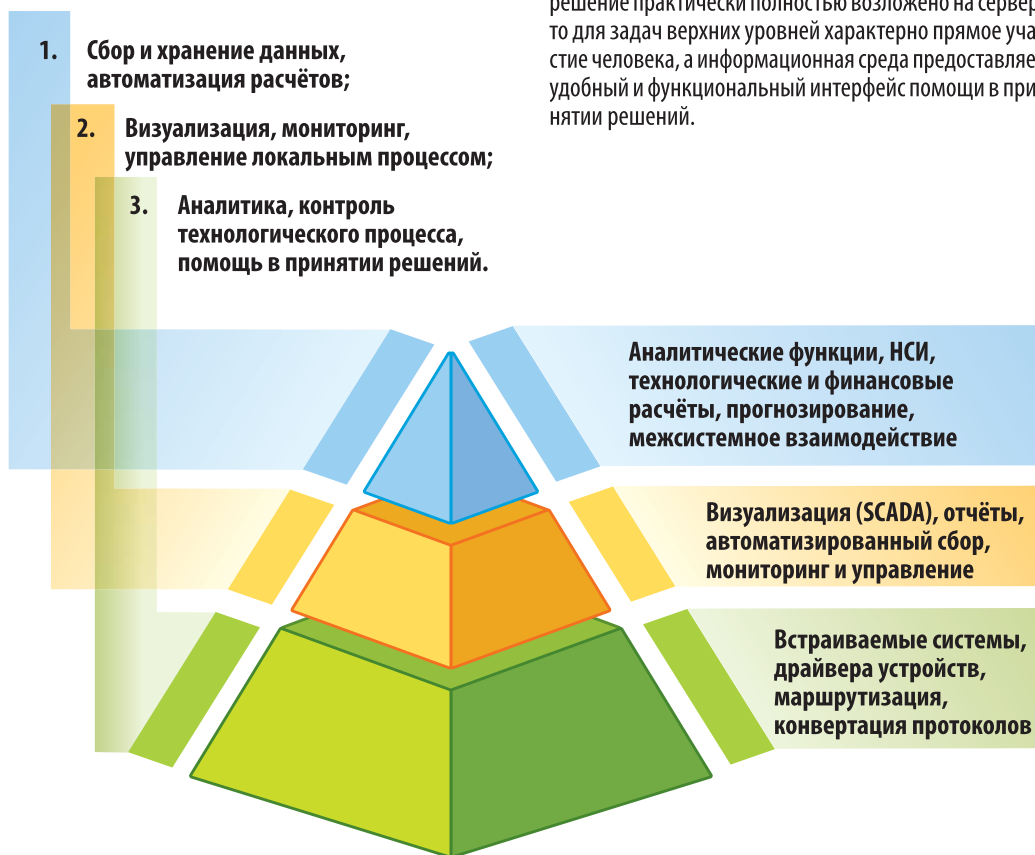 решение практически полностью возложено на сервер
то для задач верхних уровней характерно прямое уча
стие человека, а информационная среда предоставляе
удобный и функциональный интерфейс помощи в при
нятии решений.
1. Сбор и хранение данных,
автоматизация расчётов;
2. Визуализация, мониторинг,
управление локальным процессом;
3. Аналитика, контроль
технологического процесса,
помощь в принятии решений.
Аналитические функции, НСИ,
технологические и финансовые
расчёты, прогнозирование,
межсистемное взаимодействие
Визуализация (SCADA), отчёты,
автоматизированный сбор,
мониторинг и управление
Встраиваемые системы,
драйвера устройств,
маршрутизация,
конвертация протоколов